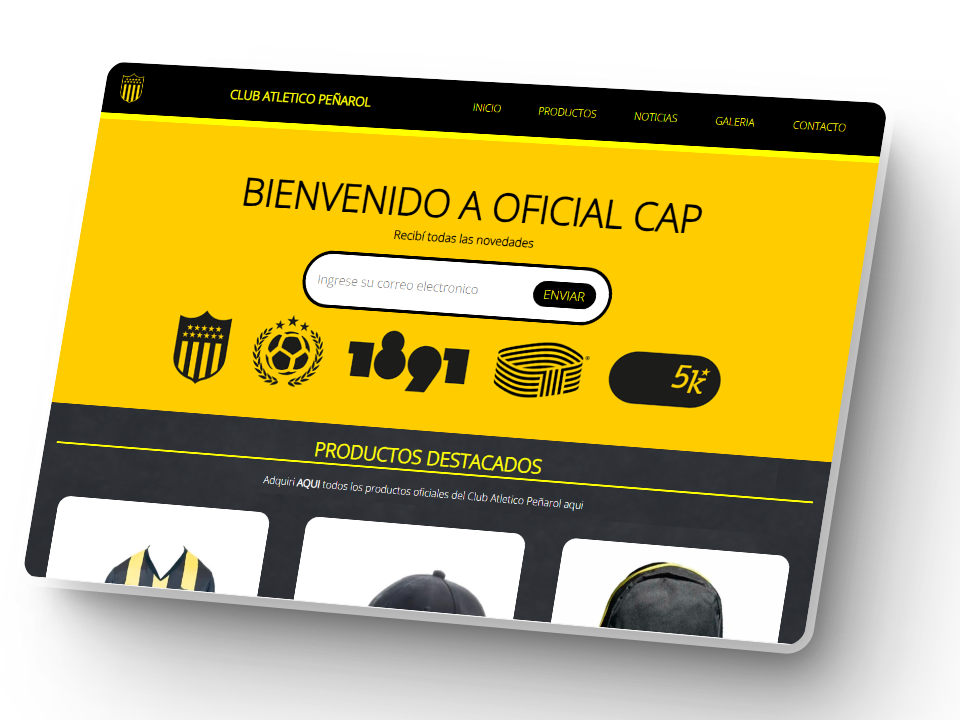 CLUB ATLETICO PEÑAROL
INICIO
PRODUCTOS
NOTICIAS
GALERIA
CONTACTO
BIENVENIDO A OFICIAL CAP
Recibí todas las novedades
Ingrese su correo electronico
ENVIAR
1891
®
5k
PRODUCTOS DESTACADOS
Adquiri AQUI todos los productos oficiales del Club Atletico Peñarol aqui